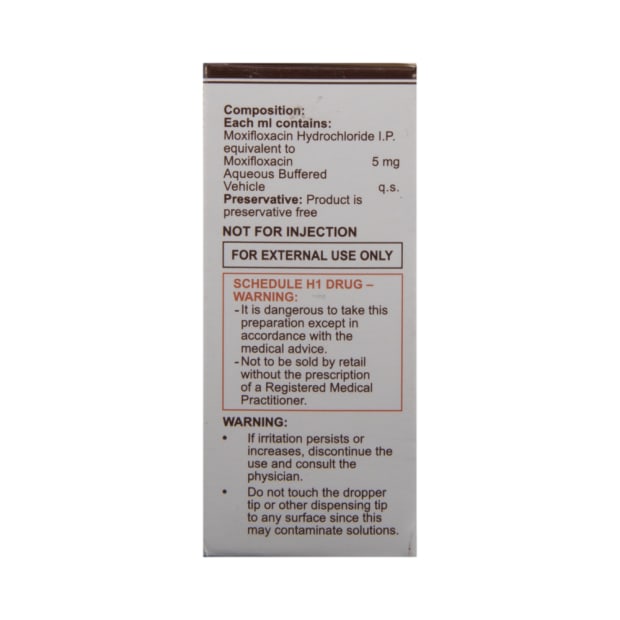 Composition:
Each ml contains:
Moxifloxacin Hydrochloride I.P.
equivalent to
Moxifloxacin 5 mg
Aqueous Buffered
Vehicle q.s.
Preservative: Product is
preservative free
NOT FOR INJECTION
FOR EXTERNAL USE ONLY
SCHEDULE H1 DRUG –
WARNING:
- It is dangerous to take this
preparation except in
accordance with the
medical advice.
- Not to be sold by retail
without the prescription
of a Registered Medical
Practitioner.
WARNING:
• If irritation persists or
increases, discontinue the
use and consult the
physician.
• Do not touch the dropper
tip or other dispensing tip
to any surface since this
may contaminate solutions.